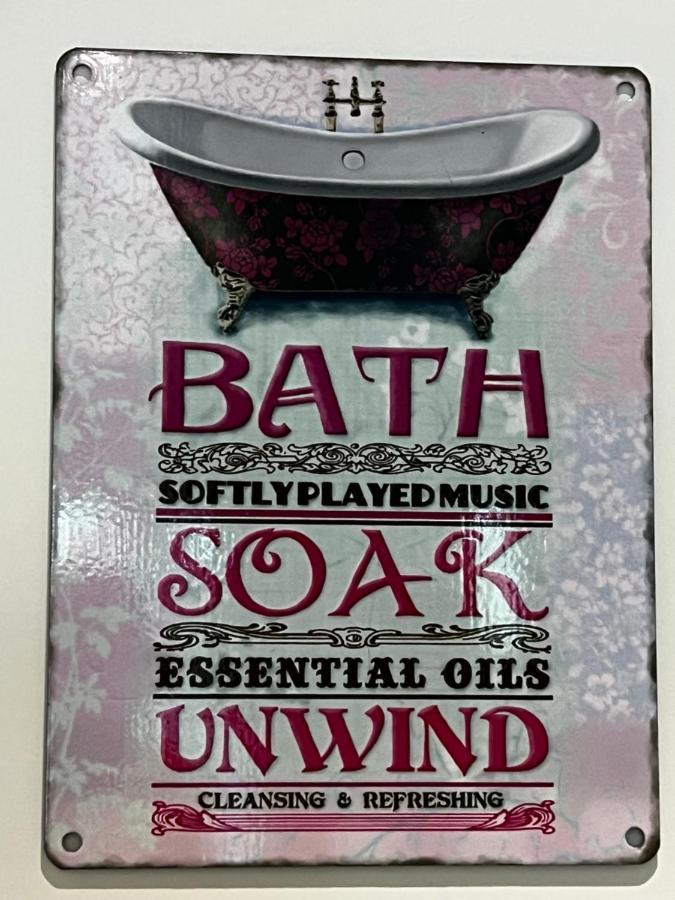 BATH
SOFTLY PLAYED MUSIC
SOAK
ESSENTIAL OILS
UNWIND
CLEANSING & REFRESHING